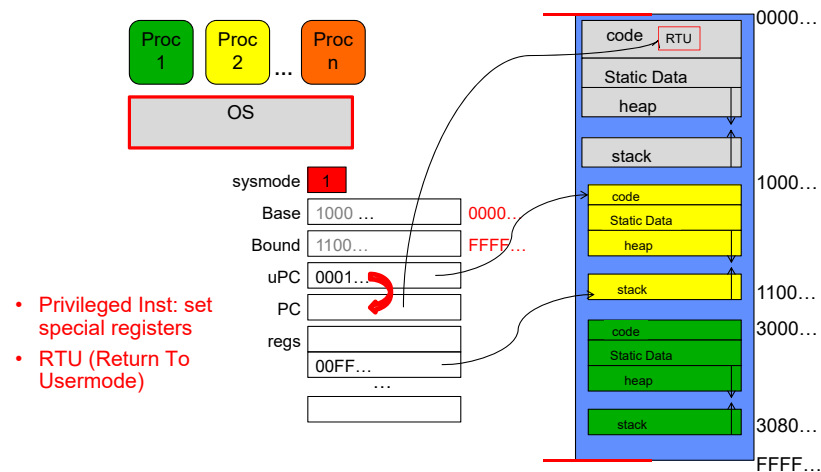 Proc
1
Proc
2
...
Proc
n
OS
sysmode 1
Base 1000 ... 0000...
Bound 1100... FFFF...
uPC 0001...
PC
regs
00FF...
...
• Privileged Inst: set
special registers
• RTU (Return To
Usermode)
0000...
code RTU
Static Data
heap
stack
1000...
code
Static Data
heap
stack
1100...
3000...
code
Static Data
heap
stack
3080...
FFFF...